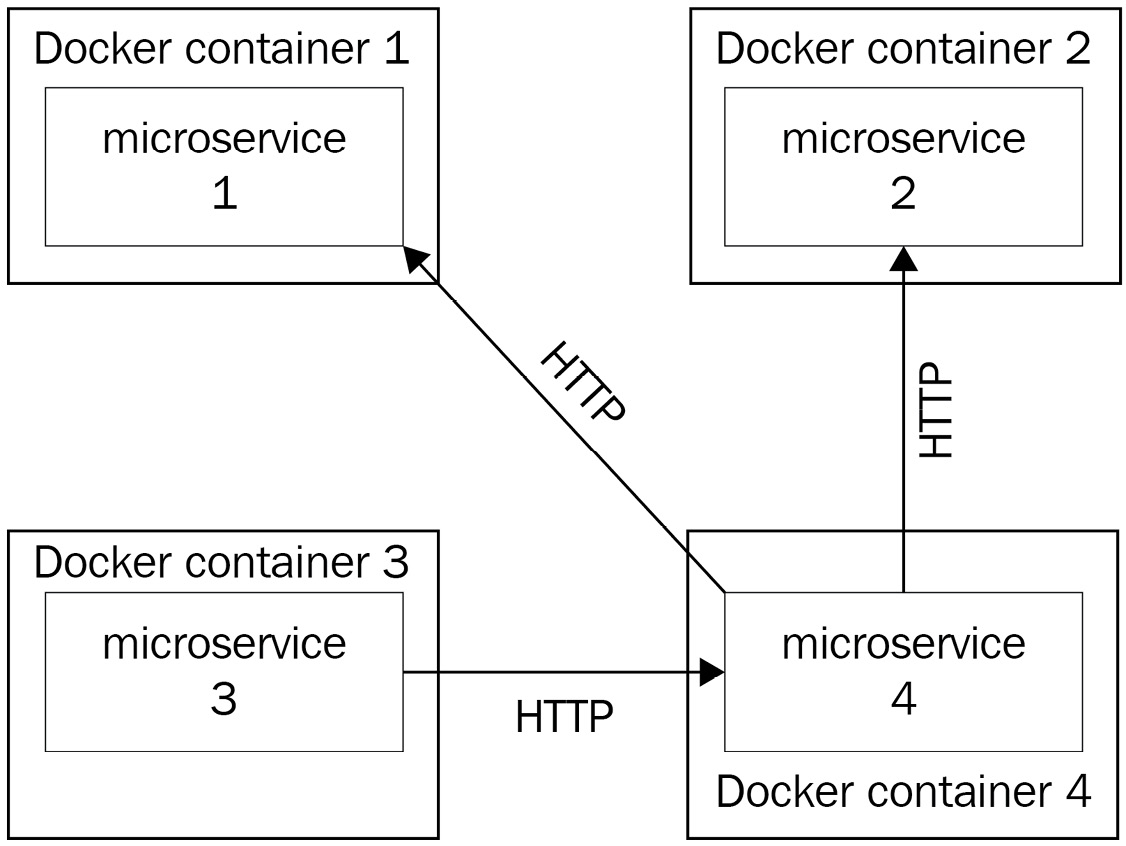 Docker container 1
microservice
1
Docker container 2
microservice
2
HTTP
HTTP
Docker container 3
microservice
3
HTTP
microservice
4
Docker container 4